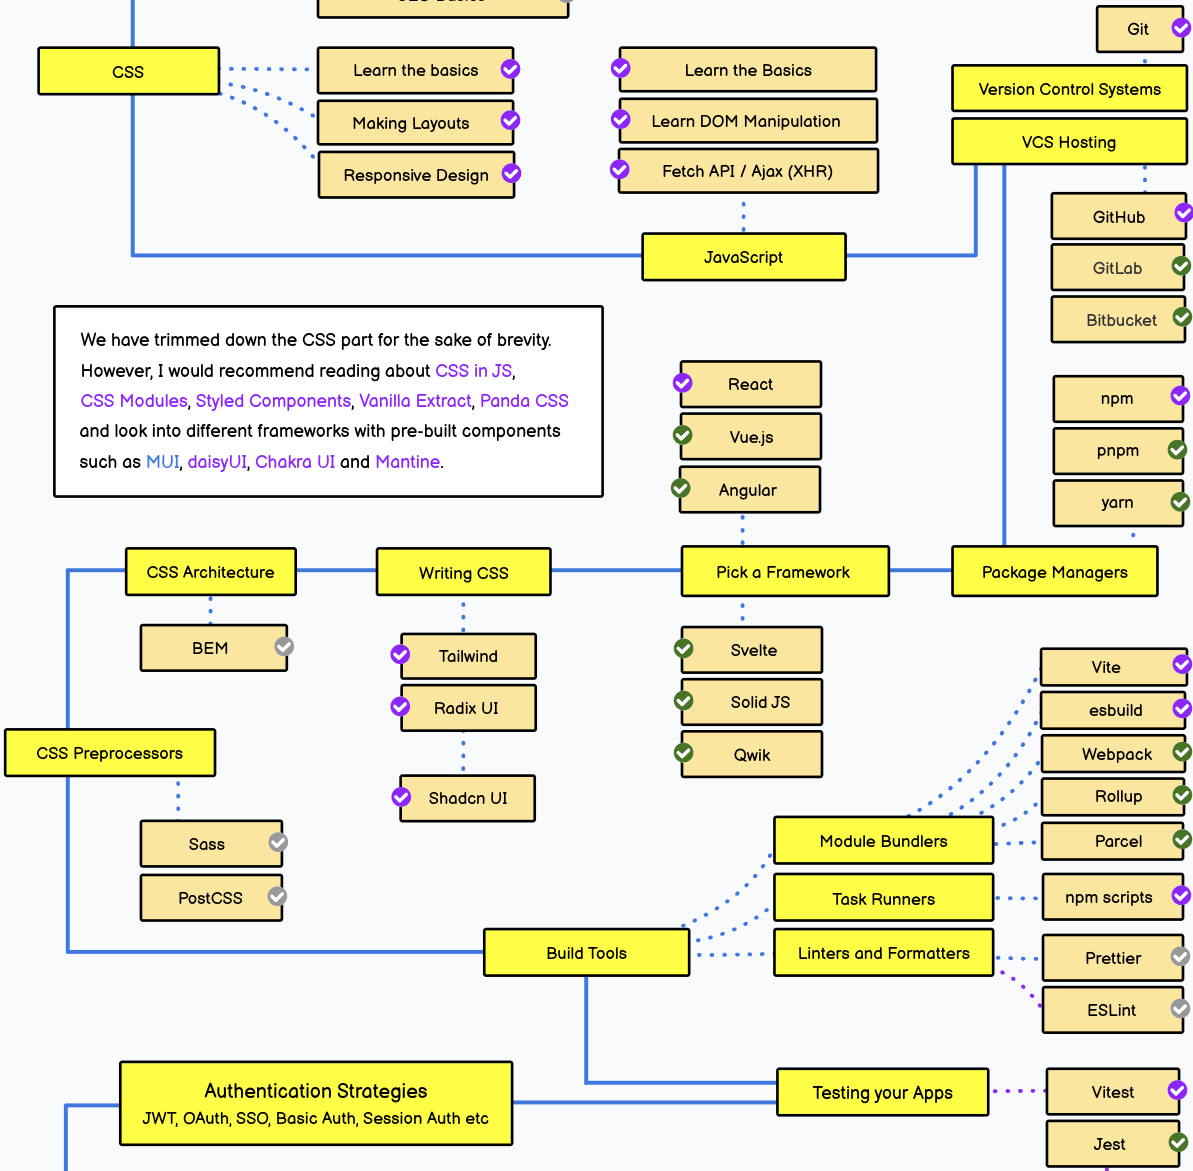 Git
CSS
Learn the basics
Making Layouts
Responsive Design
Learn the Basics
Learn DOM Manipulation
Fetch API / Ajax (XHR)
Version Control Systems
VCS Hosting
GitHub
GitLab
Bitbucket
JavaScript
We have trimmed down the CSS part for the sake of brevity.
However, I would recommend reading about CSS in JS,
CSS Modules, Styled Components, Vanilla Extract, Panda CSS
and look into different frameworks with pre-built components
such as MUI, daisyUI, Chakra UI and Mantine.
React
Vue.js
Angular
npm
pnpm
yarn
CSS Architecture
Writing CSS
Pick a Framework
Package Managers
BEM
Tailwind
Radix UI
Shadcn UI
Svelte
Solid JS
Qwik
CSS Preprocessors
Sass
PostCSS
Vite
esbuild
Webpack
Rollup
Parcel
Module Bundlers
Task Runners
npm scripts
Build Tools
Linters and Formatters
Prettier
ESLint
Authentication Strategies
JWT, OAuth, SSO, Basic Auth, Session Auth etc
Testing your Apps
Vitest
Jest